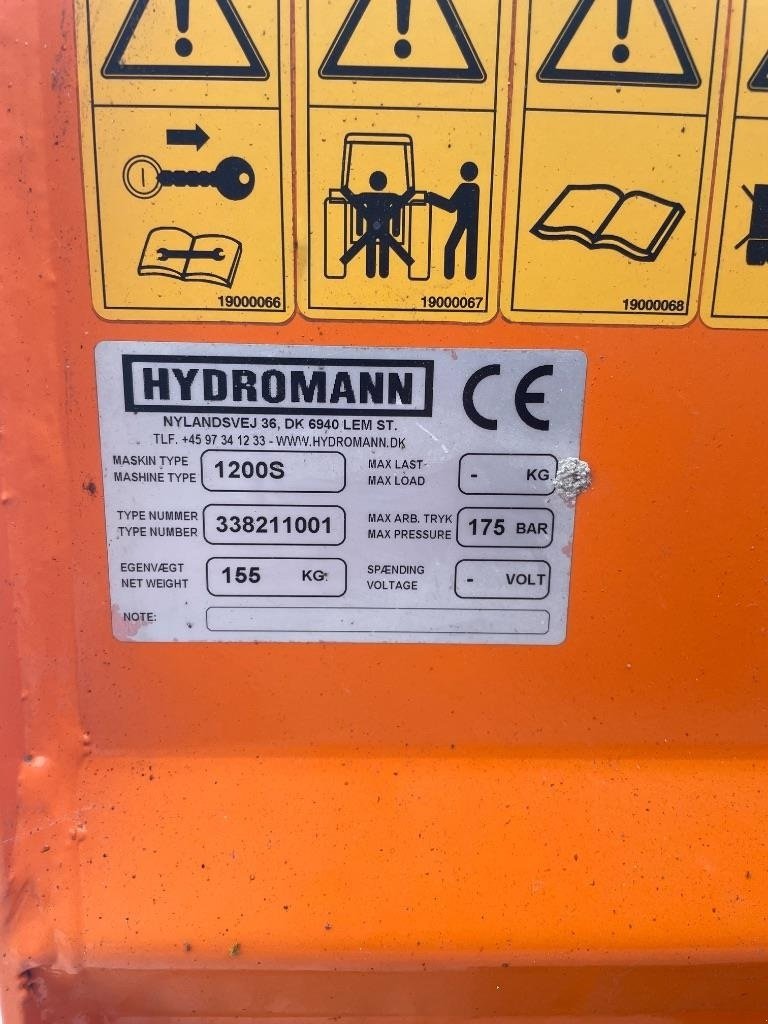 19000066
19000067
19000068
HYDROMANN CE
NYLANDSVEJ 36, DK 6940 LEM ST.
TLF. +45 97 34 12 33 - WWW.HYDROMANN.DK
MASKIN TYPE
MASHINE TYPE
1200S
MAX LAST
MAX LOAD
- KG
TYPE NUMMER
TYPE NUMBER
338211001
MAX ARB. TRYK
MAX PRESSURE
175 BAR
EGENVÆGT
NET WEIGHT
155 KG
SPÆNDING
VOLTAGE
- VOLT
NOTE: